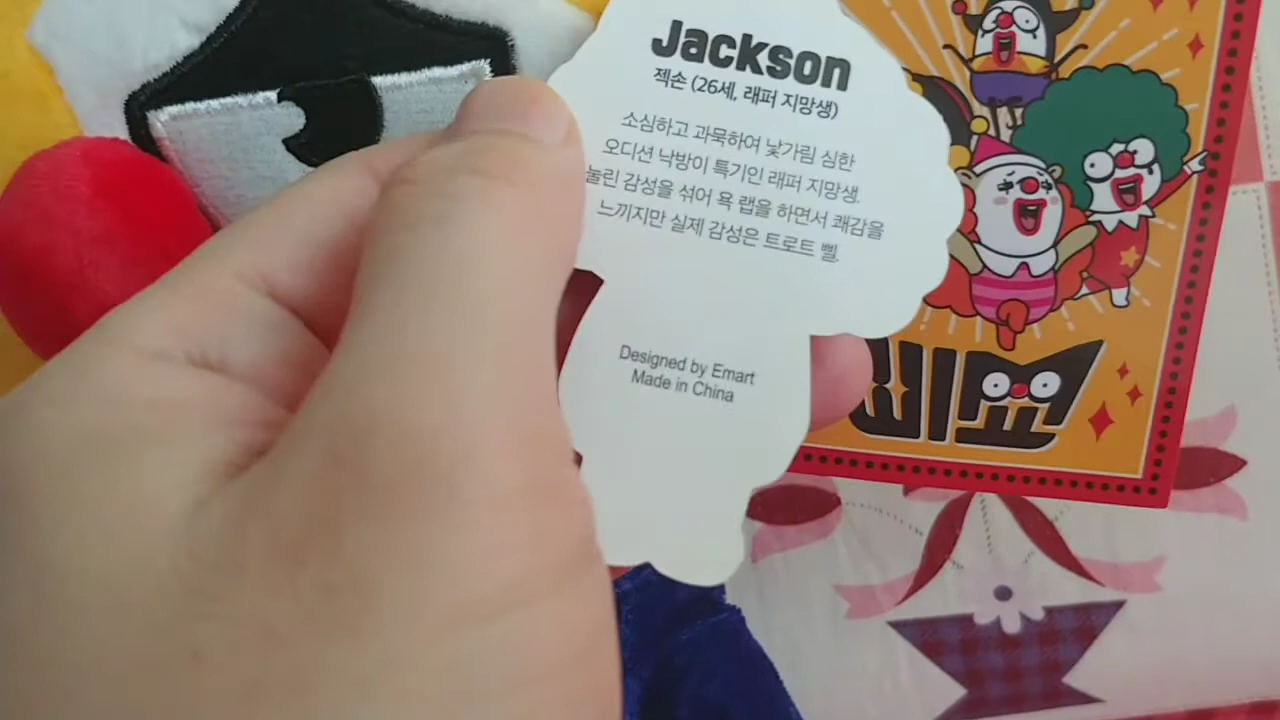 Jackson
젝손 (26세, 래퍼 지망생)
소심하고 과묵하여 낯가림 심한
오디션 낙방이 특기인 래퍼 지망생.
눌린 감성을 섞어 욕 랩을 하면서 쾌감을
느끼지만 실제 감성은 트로트 삘.
Designed by Emart
Made in China